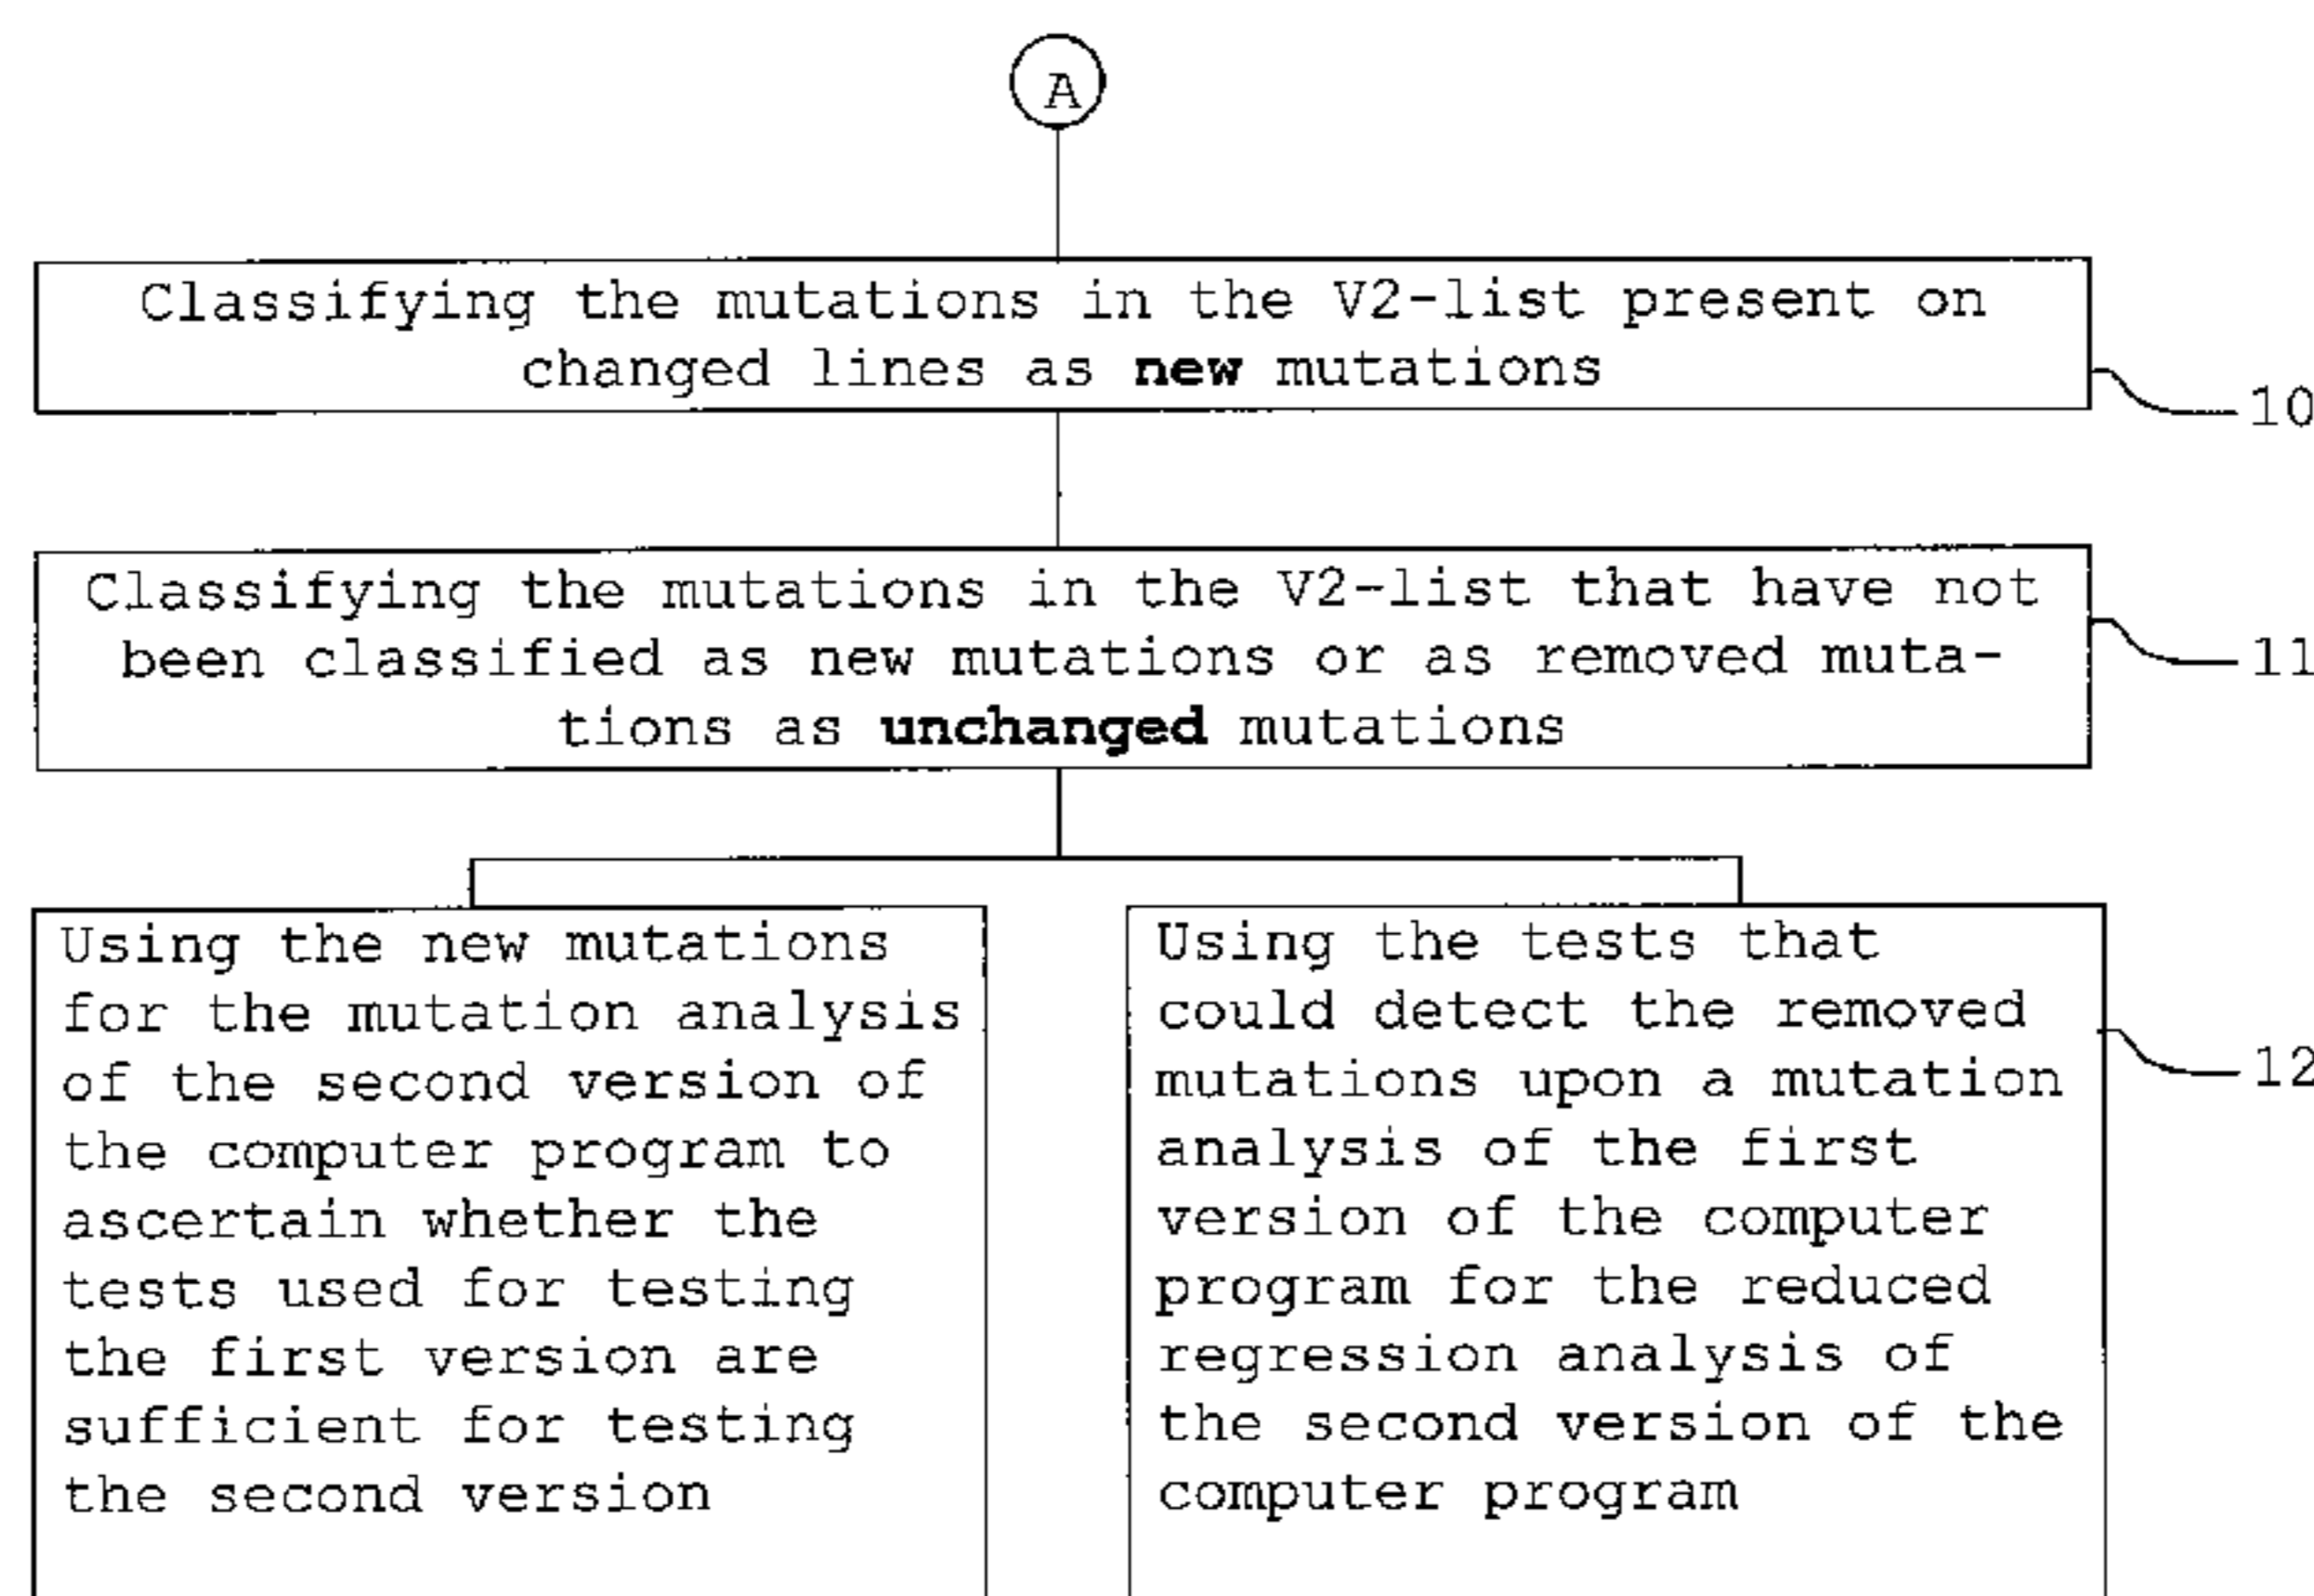 A
Classifying the mutations in the V2-list present on
changed lines as new mutations
10
Classifying the mutations in the V2-list that have not
been classified as new mutations or as removed muta-
tions as unchanged mutations
11
Using the new mutations
for the mutation analysis
of the second version of
the computer program to
ascertain whether the
tests used for testing
the first version are
sufficient for testing
the second version
Using the tests that
could detect the removed
mutations upon a mutation
analysis of the first
version of the computer
program for the reduced
regression analysis of
the second version of the
computer program
12